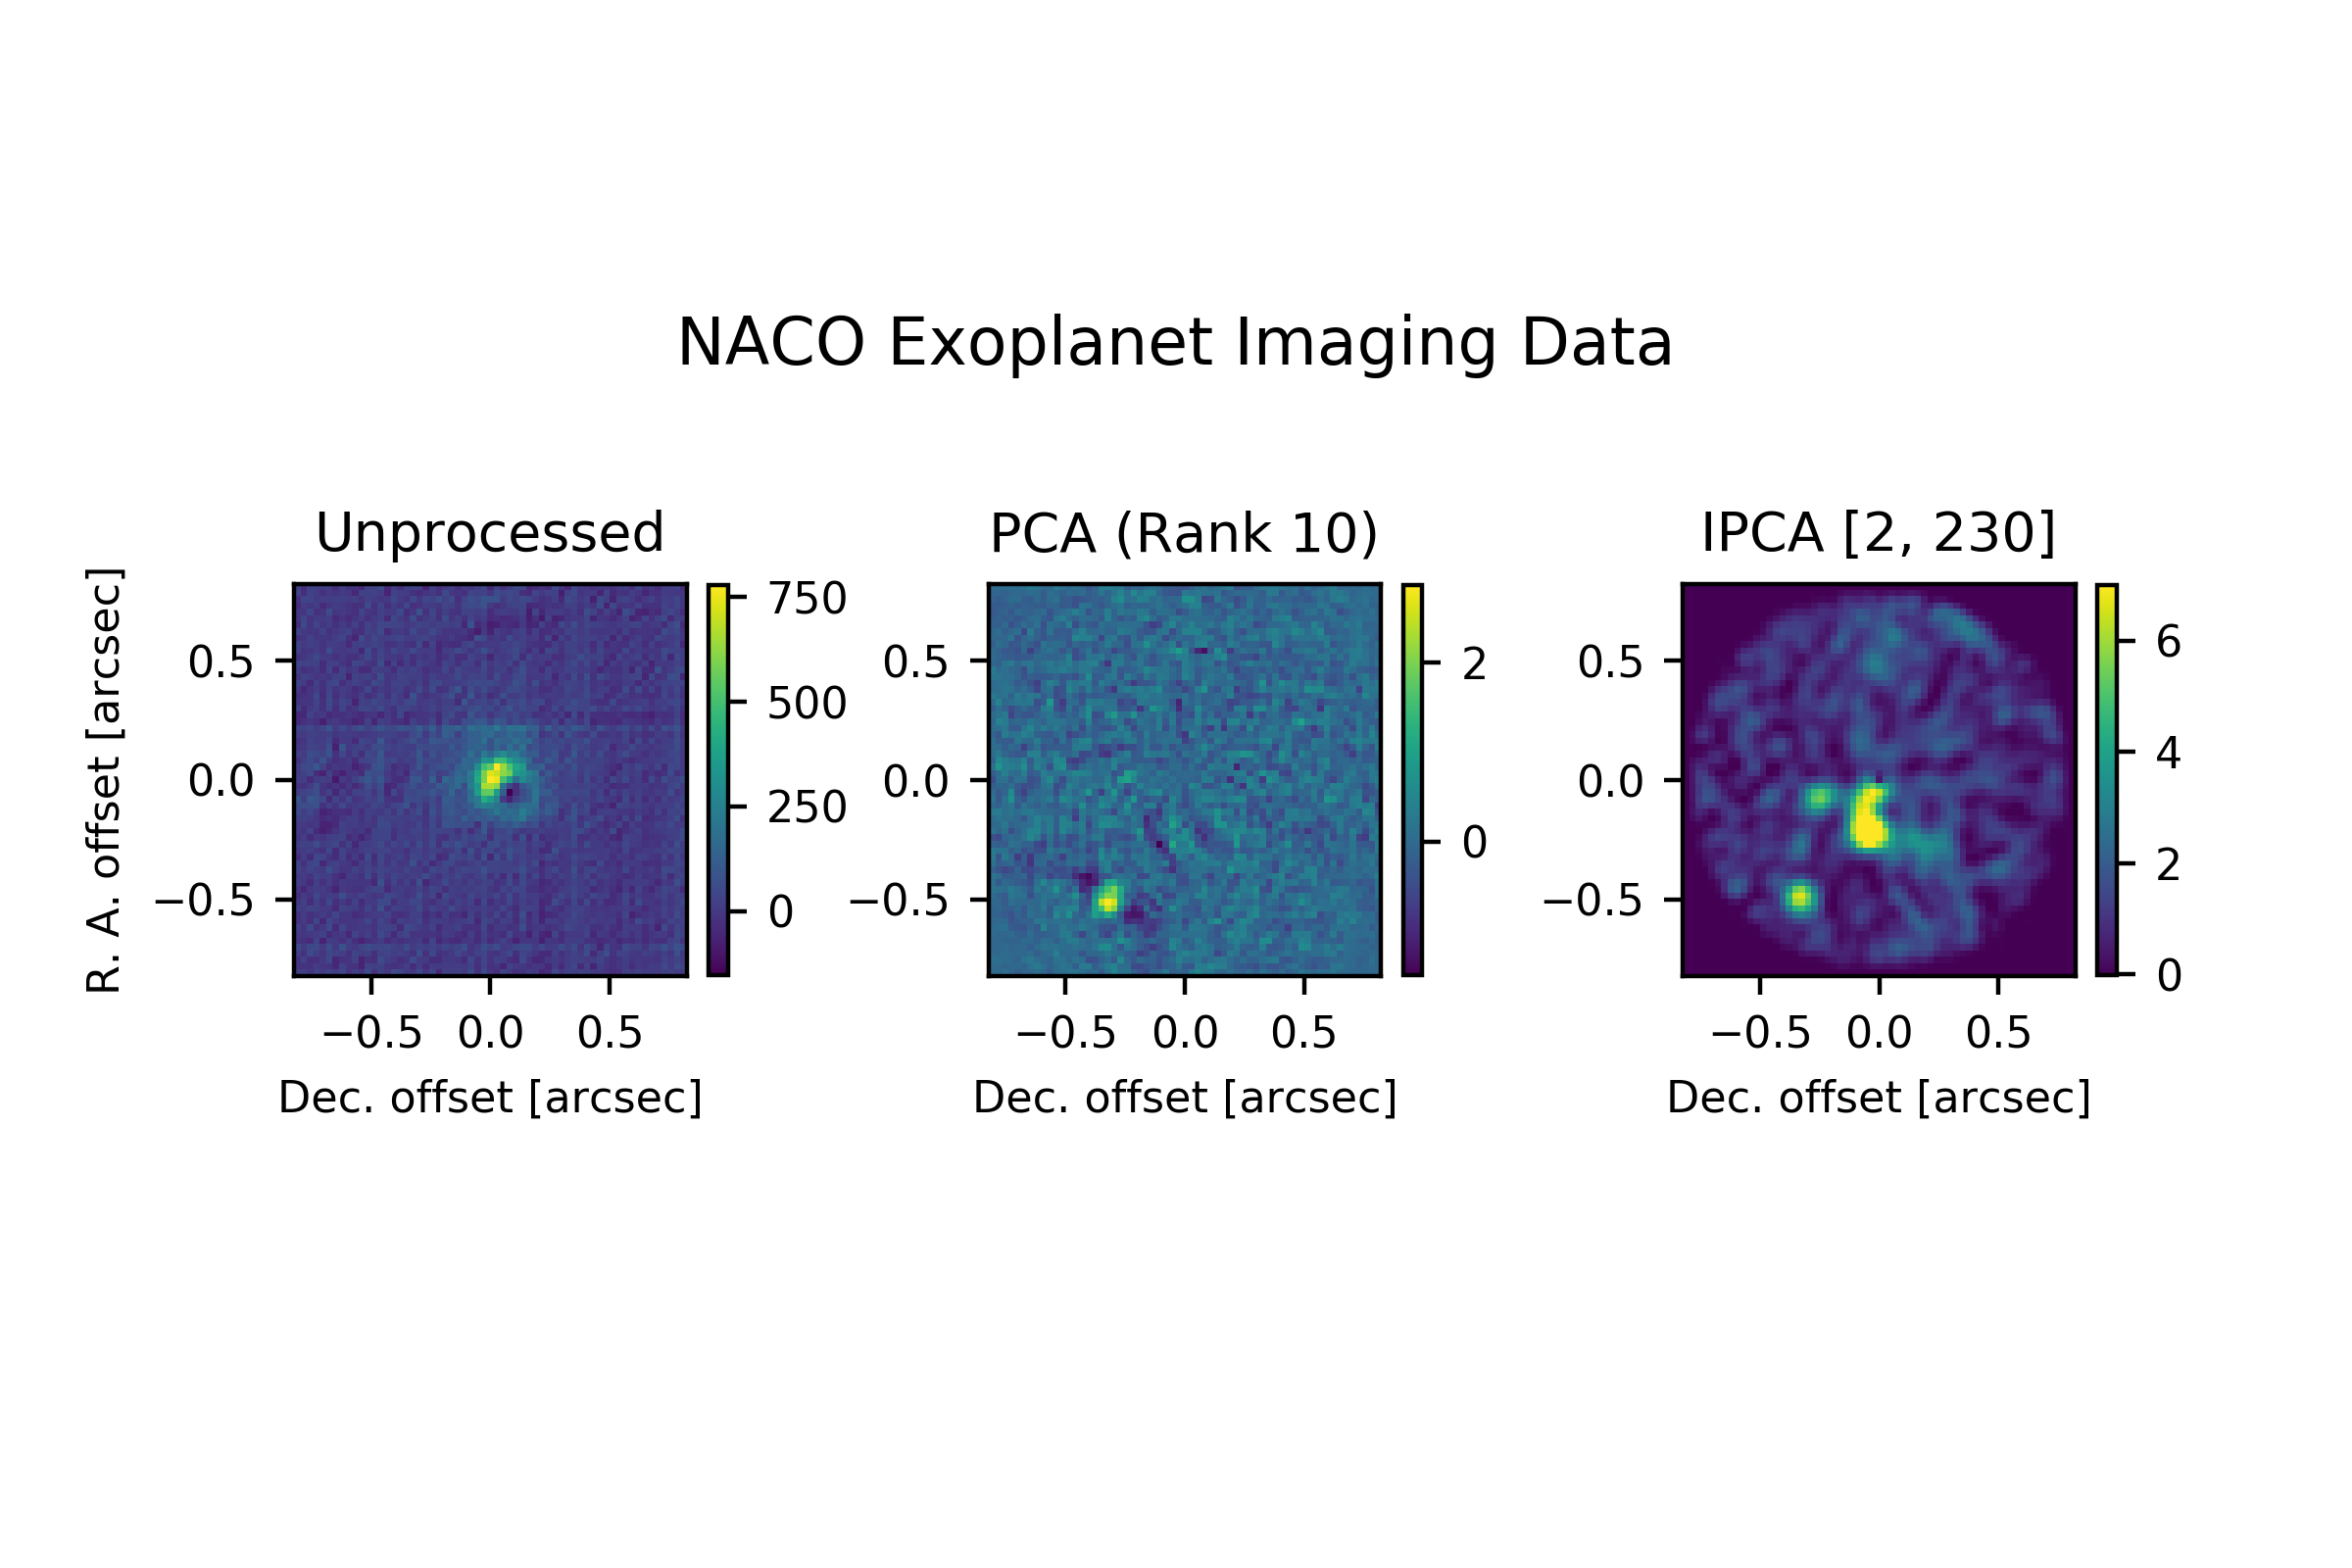 NACO Exoplanet Imaging Data
Unprocessed
PCA (Rank 10)
IPCA [2, 230]
R. A. offset [arcsec]
0.5
0.0
−0.5
750
500
250
0
0.5
0.0
−0.5
2
0
0.5
0.0
−0.5
6
4
2
0
−0.5 0.0 0.5
−0.5 0.0 0.5
−0.5 0.0 0.5
Dec. offset [arcsec]
Dec. offset [arcsec]
Dec. offset [arcsec]